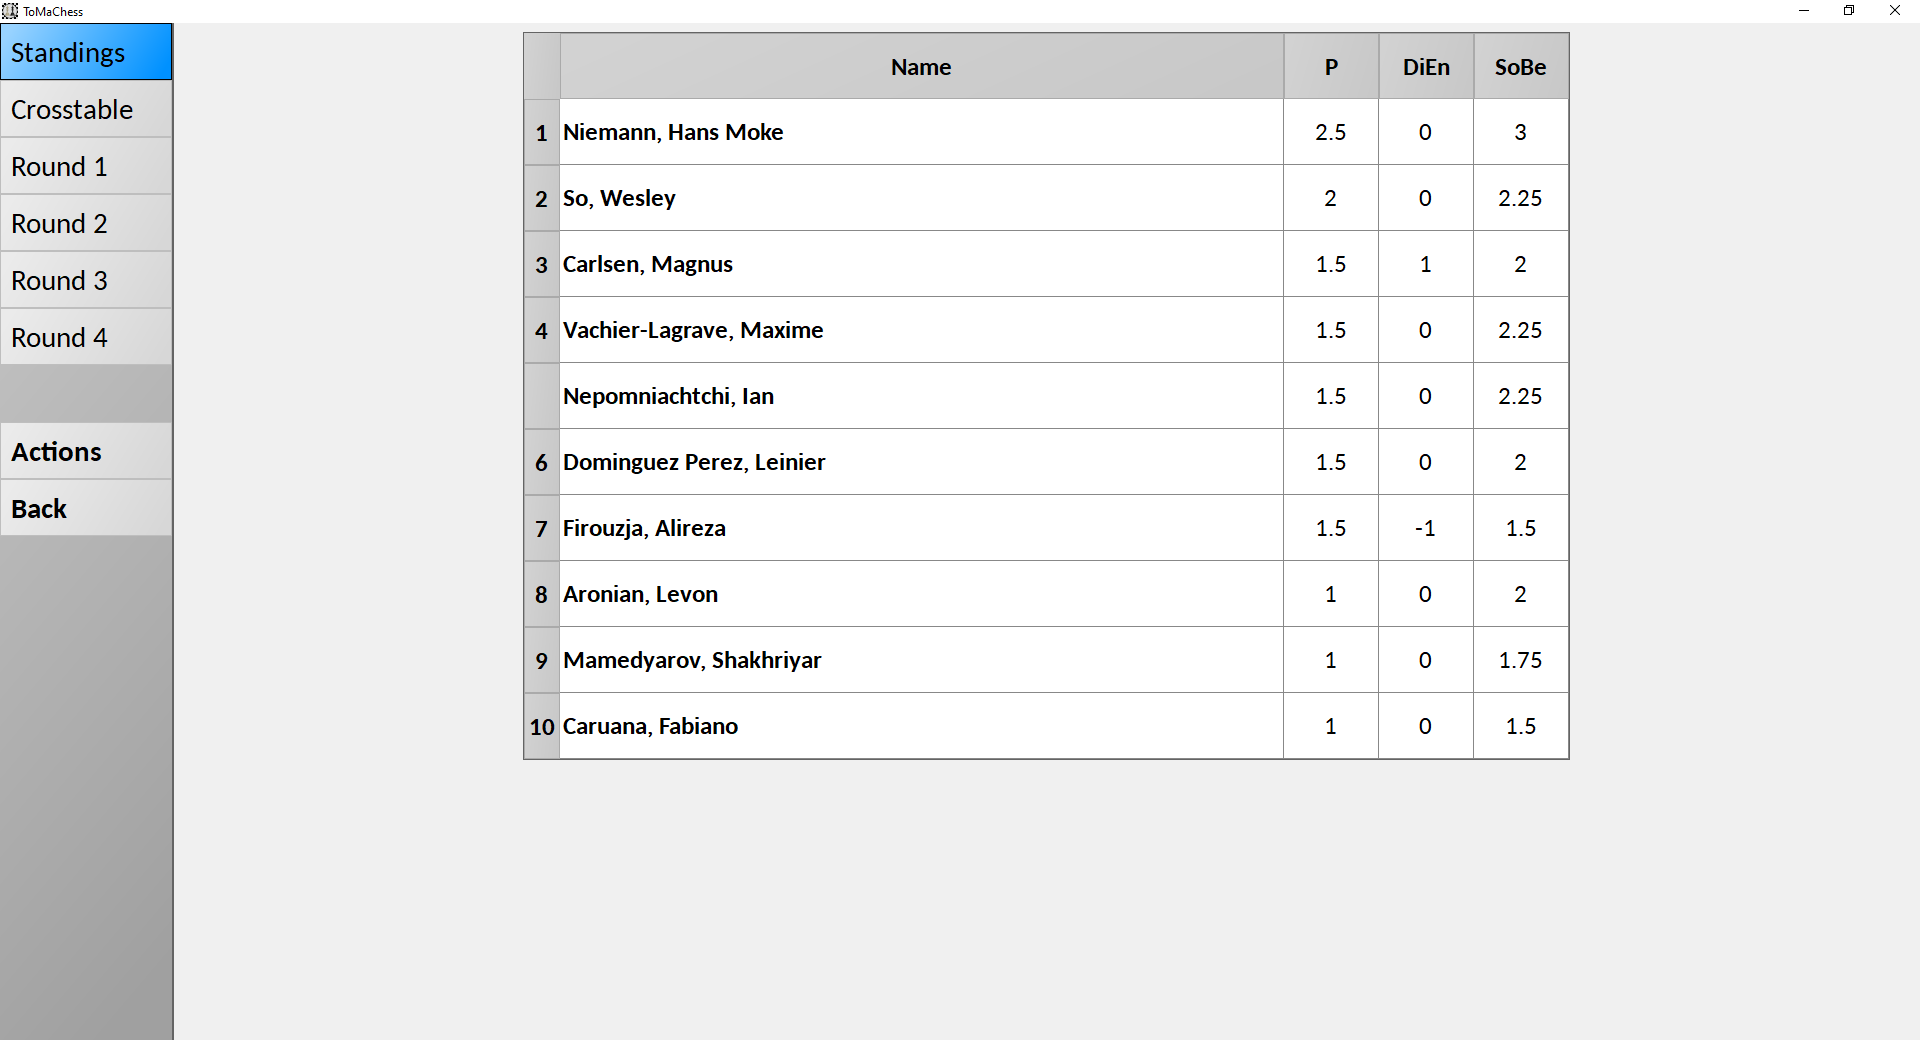 ToMaChess
Standings
Crosstable
Round 1
Round 2
Round 3
Round 4
Actions
Back
Name P DiEn SoBe
1 Niemann, Hans Moke 2.5 0 3
2 So, Wesley 2 0 2.25
3 Carlsen, Magnus 1.5 1 2
4 Vachier-Lagrave, Maxime 1.5 0 2.25
Nepomniachtchi, Ian 1.5 0 2.25
6 Dominguez Perez, Leinier 1.5 0 2
7 Firouzja, Alireza 1.5 -1 1.5
8 Aronian, Levon 1 0 2
9 Mamedyarov, Shakhriyar 1 0 1.75
10 Caruana, Fabiano 1 0 1.5